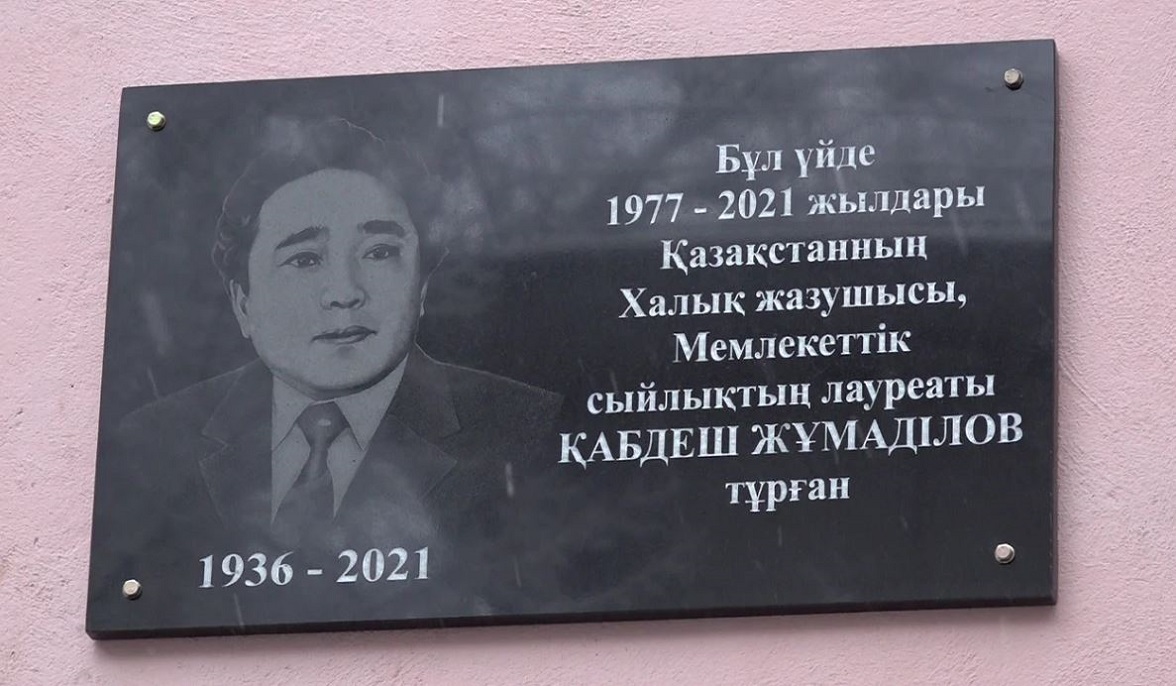 Бұл үйде
1977 - 2021 жылдары
Қазақстанның
Халық жазушысы,
Мемлекеттік
сыйлықтың лауреаты
ҚАБДЕШ ЖҰМАДІЛОВ
тұрған
1936 - 2021